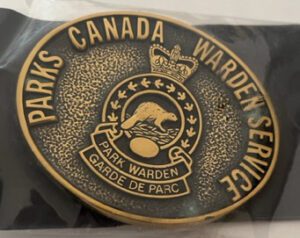 PARKS CANADA WARDEN SERVICE
PARK WARDEN
GARDE DE PARC